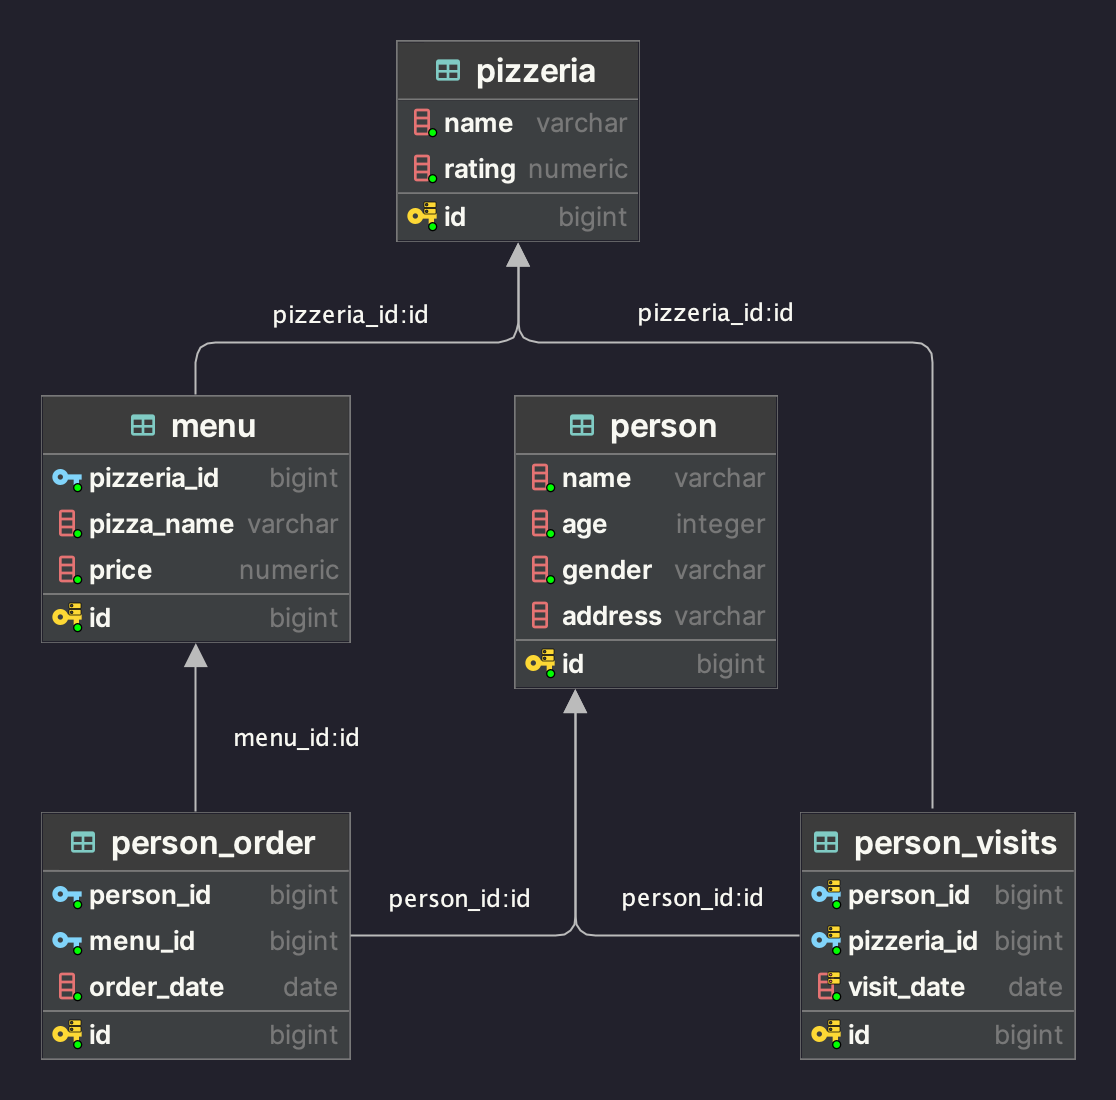 pizzeria
name varchar
rating numeric
id bigint
pizzeria_id:id
pizzeria_id:id
menu
pizzeria_id bigint
pizza_name varchar
price numeric
id bigint
person
name varchar
age integer
gender varchar
address varchar
id bigint
menu_id:id
person_order
person_id bigint
menu_id bigint
order_date date
id bigint
person_id:id
person_id:id
person_visits
person_id bigint
pizzeria_id bigint
visit_date date
id bigint